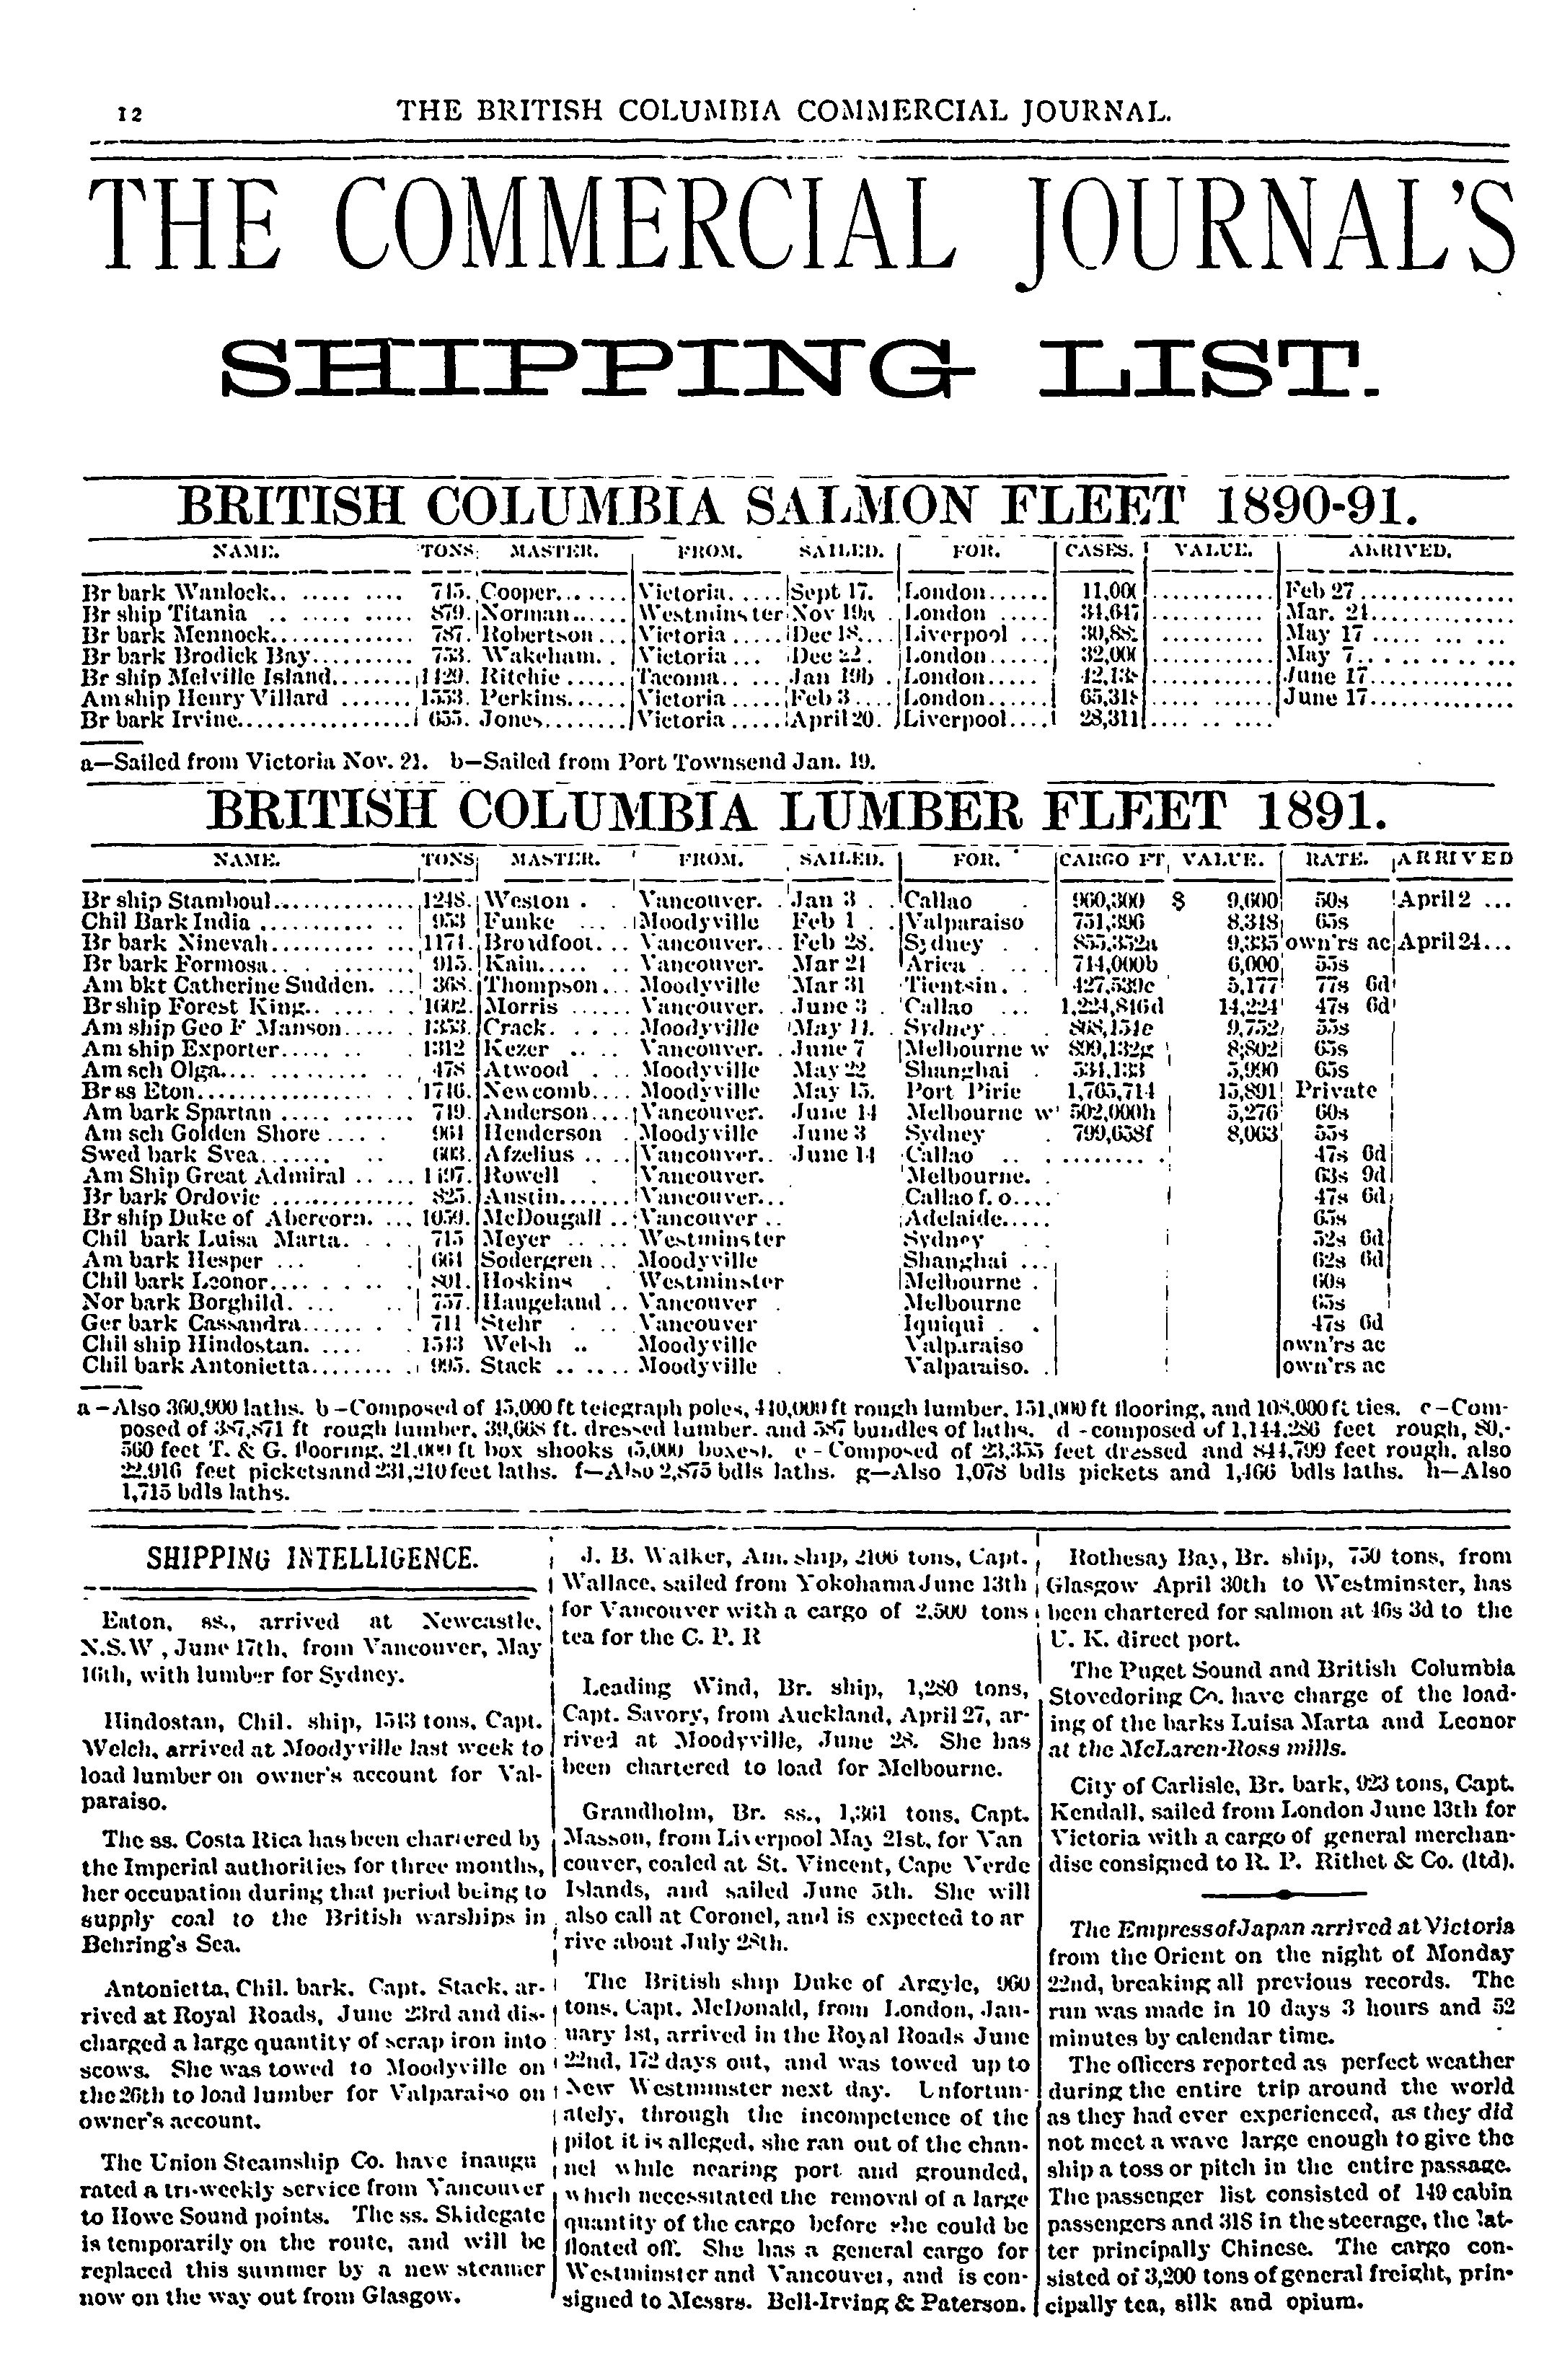 12 THE BRITISH COLUMBIA COMMERCIAL JOURNAL.
THE COMMERCIAL JOURNAL'S
SHIPPING LIST.
BRITISH COLUMBIA SALMON FLEET 1890-91.
NAME. TONS. MASTER. FROM. SAILED. FOR. CASES. VALUE. ARRIVED.
Br bark Wanlock 715. Cooper Victoria Sept 17. London Feb 27
Br ship Titania 879. Norman Westminster Nov 19a London 31,647 Mar. 21
Br bark Mennock 787. Robertson Victoria Dec 18 Liverpool May 17
Br bark Brodick Bay 753. Wakeham Victoria Dec 22. London May 7
Br ship Melville Island 1129. Ritchie Tacoma Jan 19b London June 17
Am ship Henry Villard 1553. Perkins Victoria Feb 3 London June 17
Br bark Irvine 655. Jones Victoria April 20. Liverpool 28,311
a—Sailed from Victoria Nov. 21. b—Sailed from Port Townsend Jan. 19.
BRITISH COLUMBIA LUMBER FLEET 1891.
NAME. TONS MASTER. FROM. SAILED. FOR. CARGO FT. VALUE. RATE. ARRIVED
Br ship Stamboul 1248. Weston Vancouver. Jan 3 Callao 960,300 $ 9,600 50s April 2
Chil Bark India 953 Funke Moodyville Feb 1 Valparaiso 751,396 8,348 65s
Br bark Ninevah 1174. Broadfoot Vancouver Feb 28. Sydney 855,352a 9,335 own'rs ac April 24
Br bark Formosa 915. Kain Vancouver. Mar 21 Arica 714,000b 6,000 55s
Am bkt Catherine Sudden. 368. Thompson Moodyville Mar 31 Tientsin. 427,539c 5,177 77s 6d
Br ship Forest King 1602. Morris Vancouver. June 3 Callao 1,224,846d 14,224 47s 6d
Am ship Geo F Manson 1353. Crack Moodyville May 11. Sydney 868,154e 9,752 55s
Am ship Exporter 1312 Kezer Vancouver. June 7 Melbourne w 899,132g 8,802 65s
Am sch Olga 478 Atwood Moodyville May 22 Shanghai 534,133 5,990 65s
Br ss Eton 1746. Newcomb Moodyville May 15. Port Pirie 1,765,714 15,891 Private
Am bark Spartan 719. Anderson Vancouver. June 14 Melbourne w 502,000h 5,276 60s
Am sch Golden Shore 961 Henderson Moodyville June 3 Sydney 799,658f 8,063 55s
Swed bark Svea 603. Afzelius Vancouver June 14 Callao 47s 6d
Am Ship Great Admiral 1497. Rowell Vancouver. Melbourne. 63s 9d
Br bark Ordovic 825. Austin Vancouver Callao f. o 47s 6d
Br ship Duke of Abercorn. 1050. McDougall Vancouver Adelaide 65s
Chil bark Luisa Marta. 715 Meyer Westminster Sydney 52s 6d
Am bark Hesper 664 Sodergren Moodyville Shanghai 62s 6d
Chil bark Leonor 801. Hoskins Westminster Melbourne 60s
Nor bark Borghild. 757. Haugeland Vancouver Melbourne 65s
Ger bark Cassandra 711 Stehr Vancouver Iquiqui 47s 6d
Chil ship Hindostan. 1543 Welsh Moodyville Valparaiso own'rs ac
Chil bark Antonietta 995. Stack Moodyville Valparaiso. own'rs ac
a—Also 360,900 laths. b—Composed of 15,000 ft telegraph poles, 440,000 ft rough lumber, 151,000 ft flooring, and 108,000 ft ties. c—Com-
posed of 387,871 ft rough lumber, 39,668 ft. dressed lumber, and 587 bundles of laths. d—composed of 1,144,286 feet rough, 80,-
560 feet T. & G. flooring, 21,000 ft box shooks (5,000 boxes). e—Composed of 23,355 feet dressed and 844,799 feet rough, also
22,916 feet pickets and 231,210 feet laths. f—Also 2,875 bdls laths. g—Also 1,078 bdls pickets and 1,466 bdls laths. h—Also
1,715 bdls laths.
SHIPPING INTELLIGENCE.
Eaton, ss., arrived at Newcastle,
N.S.W, June 17th, from Vancouver, May
16th, with lumber for Sydney.
Hindostan, Chil. ship, 1543 tons, Capt.
Welch, arrived at Moodyville last week to
load lumber on owner's account for Val-
paraiso.
The ss. Costa Rica has been chartered by
the Imperial authorities for three months,
her occupation during that period being to
supply coal to the British warships in
Behring's Sea.
Antonietta, Chil. bark, Capt. Stack, ar-
rived at Royal Roads, June 23rd and dis-
charged a large quantity of scrap iron into
scows. She was towed to Moodyville on
the 26th to load lumber for Valparaiso on
owner's account.
The Union Steamship Co. have inaugu
rated a tri-weekly service from Vancouver
to Howe Sound points. The ss. Skidegate
is temporarily on the route, and will be
replaced this summer by a new steamer
now on the way out from Glasgow.
J. B. Walker, Am. ship, 2106 tons, Capt.
Wallace, sailed from Yokohama June 13th
for Vancouver with a cargo of 2,500 tons
tea for the C. P. R
Leading Wind, Br. ship, 1,280 tons,
Capt. Savory, from Auckland, April 27, ar-
rived at Moodyville, June 28. She has
been chartered to load for Melbourne.
Grandholm, Br. ss., 1,361 tons, Capt.
Masson, from Liverpool May 21st, for Van
couver, coaled at St. Vincent, Cape Verde
Islands, and sailed June 5th. She will
also call at Coronel, and is expected to ar
rive about July 28th.
The British ship Duke of Argyle, 960
tons, Capt. McDonald, from London, Jan-
uary 1st, arrived in the Royal Roads June
22nd, 172 days out, and was towed up to
New Westminster next day. Unfortun-
ately, through the incompetence of the
pilot it is alleged, she ran out of the chan-
nel while nearing port and grounded,
which necessitated the removal of a large
quantity of the cargo before she could be
floated off. She has a general cargo for
Westminster and Vancouver, and is con-
signed to Messrs. Bell-Irving & Paterson.
Rothesay Bay, Br. ship, 750 tons, from
Glasgow April 30th to Westminster, has
been chartered for salmon at 46s 3d to the
U. K. direct port.
The Puget Sound and British Columbia
Stovedoring Co. have charge of the load-
ing of the barks Luisa Marta and Leonor
at the McLaren-Ross mills.
City of Carlisle, Br. bark, 923 tons, Capt.
Kendall, sailed from London June 13th for
Victoria with a cargo of general merchan-
dise consigned to R. P. Rithet & Co. (ltd).
The Empress of Japan arrived at Victoria
from the Orient on the night of Monday
22nd, breaking all previous records. The
run was made in 10 days 3 hours and 52
minutes by calendar time.
The officers reported as perfect weather
during the entire trip around the world
as they had ever experienced, as they did
not meet a wave large enough to give the
ship a toss or pitch in the entire passage.
The passenger list consisted of 149 cabin
passengers and 318 in the steerage, the lat-
ter principally Chinese. The cargo con-
sisted of 3,200 tons of general freight, prin-
cipally tea, silk and opium.